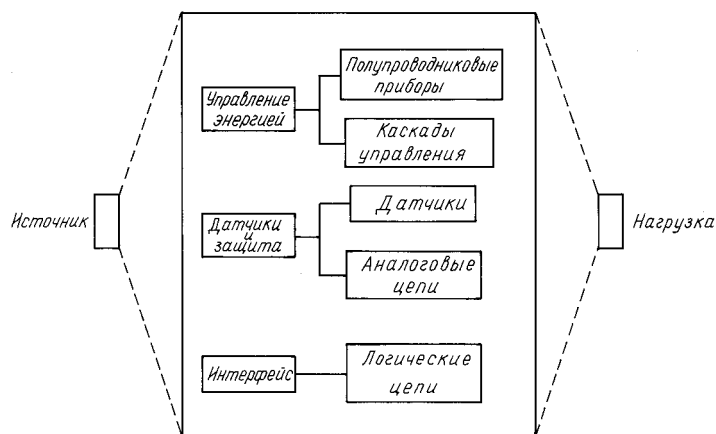 Полупроводниковые
приборы
Управление
энергией
Каскады
управления
Источник
Датчики
и
защита
Датчики
Нагрузка
Аналоговые
цепи
Интерфейс
Логические
цепи